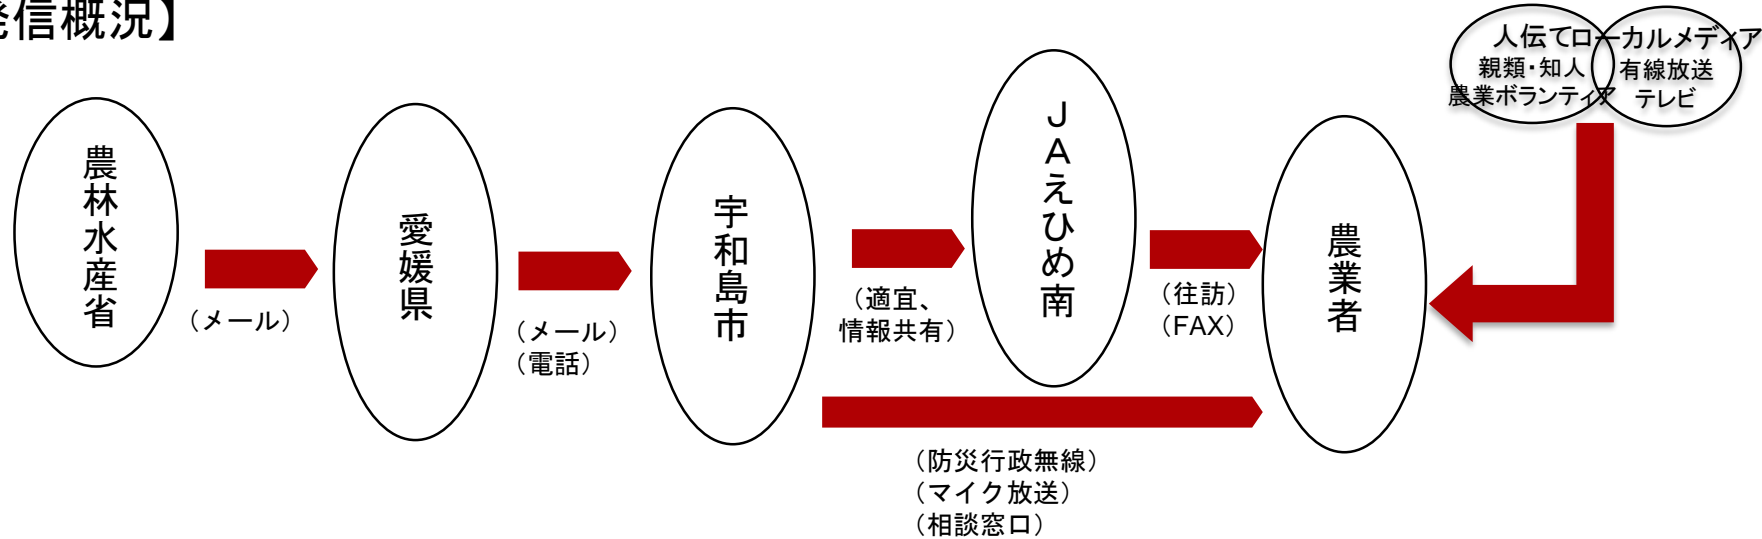 発信概況】
農林水産省
（メール）
愛媛県
（メール）
（電話）
宇和島市
（適宜、
情報共有）
ＪＡえひめ南
（往訪）
（FAX）
農業者
（防災行政無線）
（マイク放送）
（相談窓口）
人伝て
親類・知人
農業ボランティア
ローカルメディア
有線放送
テレビ